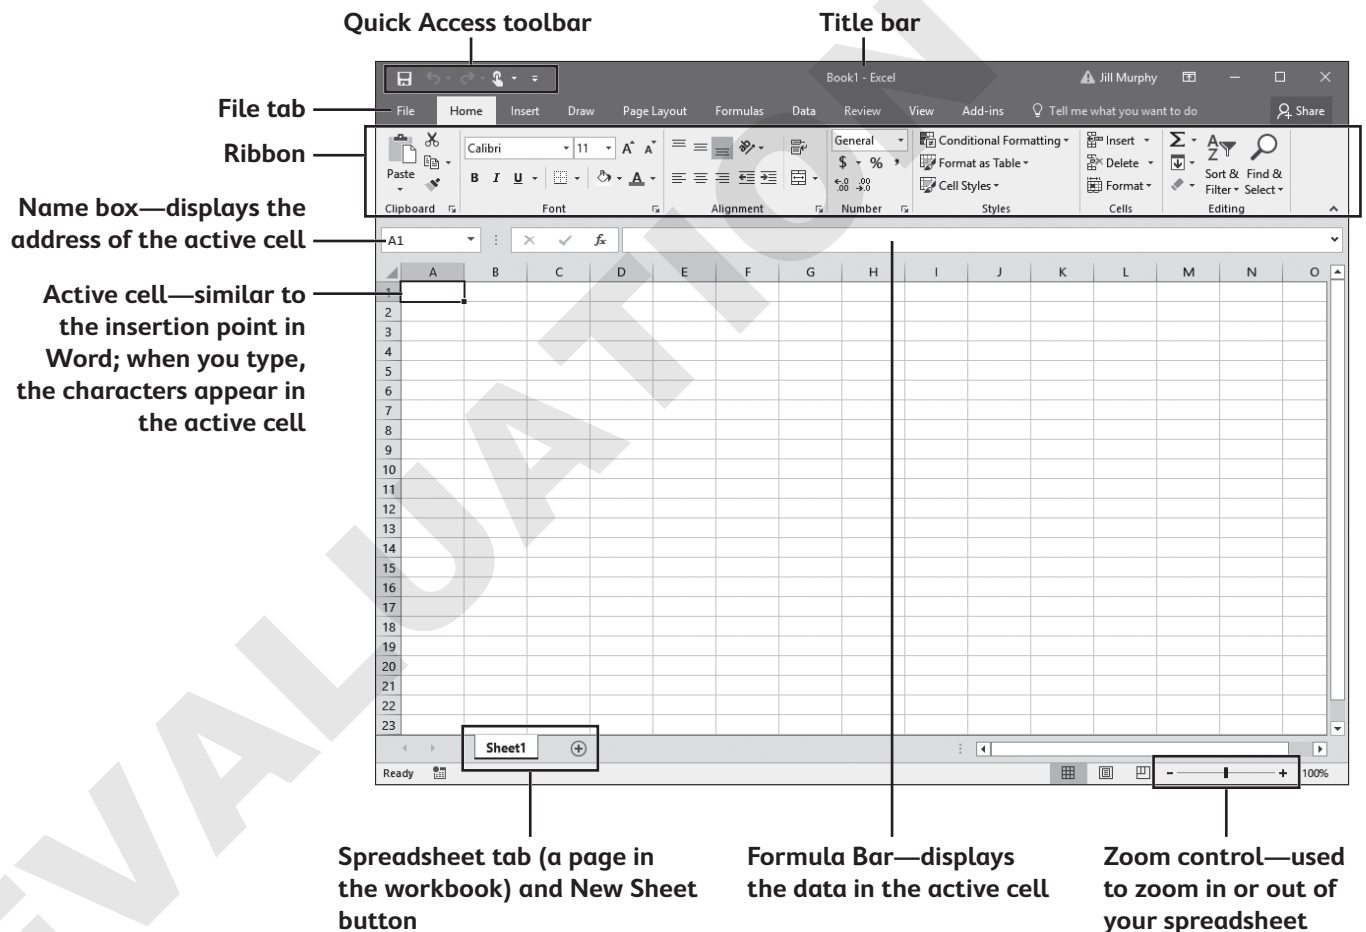 Quick Access toolbar
Title bar
Book1 - Excel
Jill Murphy
File tab
File Home Insert Draw Page Layout Formulas Data Review View Add-ins Tell me what you want to do Share
Ribbon
Paste
Calibri 11
B I U
General
$ % ,
Conditional Formatting
Format as Table
Cell Styles
Insert
Delete
Format
Sort & Filter
Find & Select
Clipboard Font Alignment Number Styles Cells Editing
Name box—displays the
address of the active cell
A1
fx
A B C D E F G H I J K L M N O
Active cell—similar to
the insertion point in
Word; when you type,
the characters appear in
the active cell
1
2
3
4
5
6
7
8
9
10
11
12
13
14
15
16
17
18
19
20
21
22
23
Sheet1
Ready
100%
Spreadsheet tab (a page in
the workbook) and New Sheet
button
Formula Bar—displays
the data in the active cell
Zoom control—used
to zoom in or out of
your spreadsheet
EVALUATION